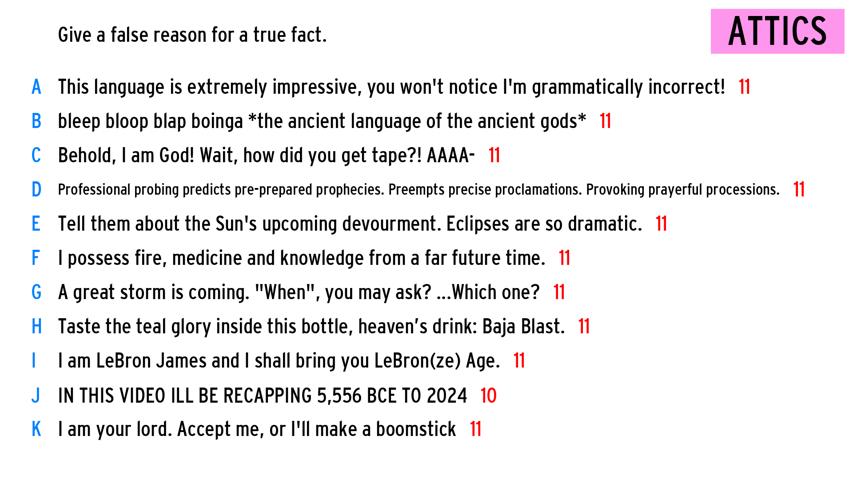 Give a false reason for a true fact.
ATTICS
A This language is extremely impressive, you won't notice I'm grammatically incorrect! 11
B bleep bloop blap boinga *the ancient language of the ancient gods* 11
C Behold, I am God! Wait, how did you get tape?! AAAA- 11
D Professional probing predicts pre-prepared prophecies. Preempts precise proclamations. Provoking prayerful processions. 11
E Tell them about the Sun's upcoming devourment. Eclipses are so dramatic. 11
F I possess fire, medicine and knowledge from a far future time. 11
G A great storm is coming. "When", you may ask? ...Which one? 11
H Taste the teal glory inside this bottle, heaven’s drink: Baja Blast. 11
I I am LeBron James and I shall bring you LeBron(ze) Age. 11
J IN THIS VIDEO ILL BE RECAPPING 5,556 BCE TO 2024 10
K I am your lord. Accept me, or I'll make a boomstick 11